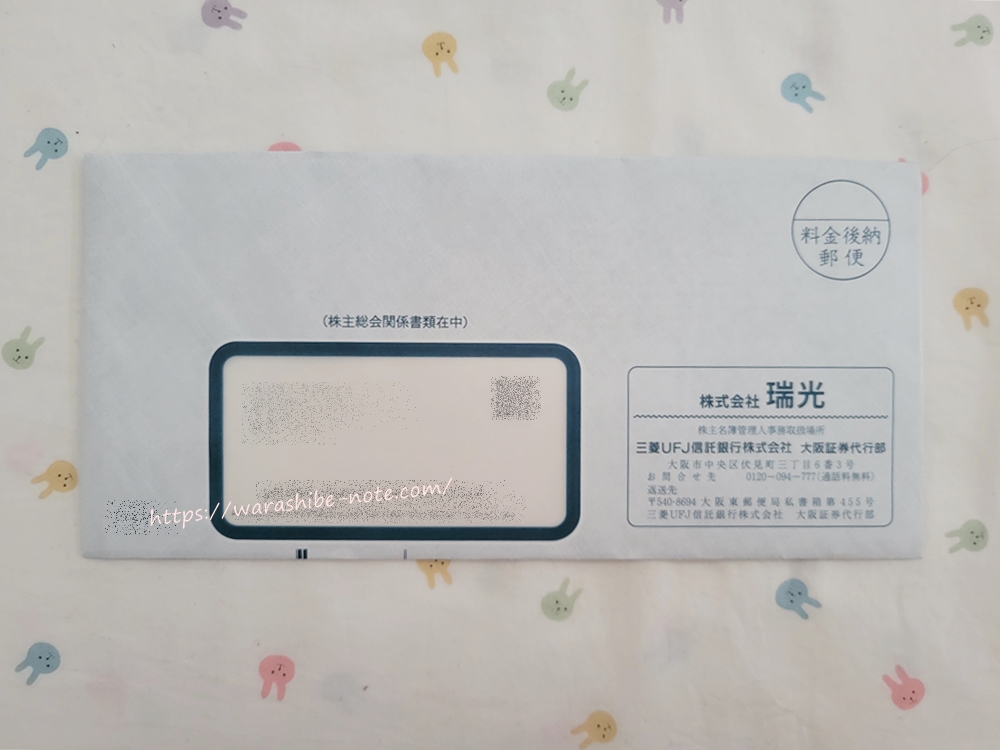 料金後納
郵便
(株主総会関係書類在中)
株式会社 瑞光
株主名簿管理人事務取扱場所
三菱UFJ信託銀行株式会社 大阪証券代行部
大阪市中央区伏見町三丁目6番3号
お問合せ先 0120-094-777(通話料無料)
返送先
〒540-8694 大阪東郵便局私書箱第455号
三菱UFJ信託銀行株式会社 大阪証券代行部
https://warashibe-note.com/